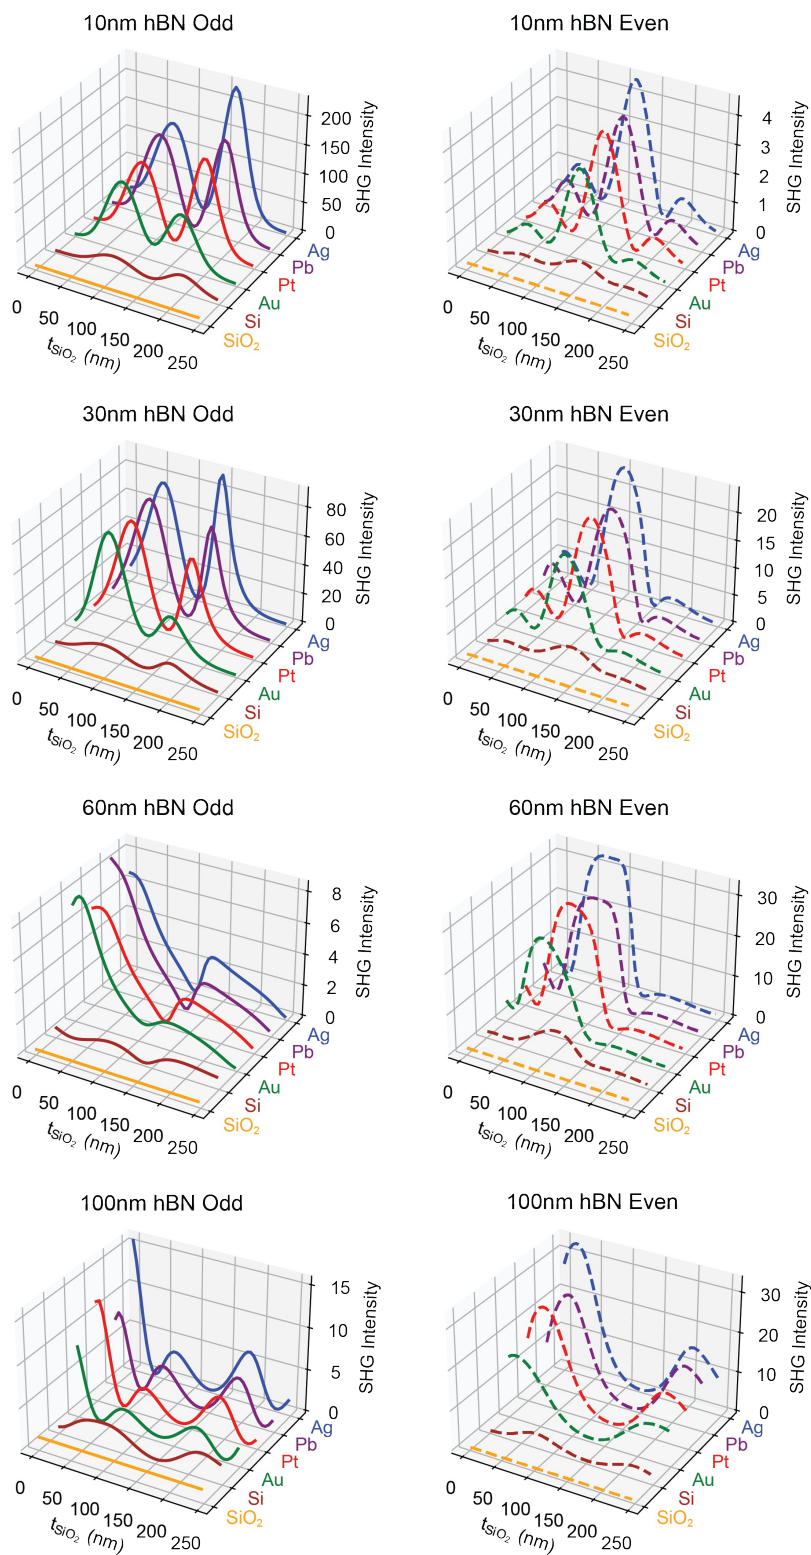 10nm hBN Odd
200
150
100
50
0
SHG Intensity
Ag
Pb
Pt
Au
Si
SiO₂
0
50
100
150
200
250
tSiO₂ (nm)
10nm hBN Even
4
3
2
1
0
SHG Intensity
Ag
Pb
Pt
Au
Si
SiO₂
0
50
100
150
200
250
tSiO₂ (nm)
30nm hBN Odd
80
60
40
20
0
SHG Intensity
Ag
Pb
Pt
Au
Si
SiO₂
0
50
100
150
200
250
tSiO₂ (nm)
30nm hBN Even
20
15
10
5
0
SHG Intensity
Ag
Pb
Pt
Au
Si
SiO₂
0
50
100
150
200
250
tSiO₂ (nm)
60nm hBN Odd
8
6
4
2
0
SHG Intensity
Ag
Pb
Pt
Au
Si
SiO₂
0
50
100
150
200
250
tSiO₂ (nm)
60nm hBN Even
30
20
10
0
SHG Intensity
Ag
Pb
Pt
Au
Si
SiO₂
0
50
100
150
200
250
tSiO₂ (nm)
100nm hBN Odd
15
10
5
0
SHG Intensity
Ag
Pb
Pt
Au
Si
SiO₂
0
50
100
150
200
250
tSiO₂ (nm)
100nm hBN Even
30
20
10
0
SHG Intensity
Ag
Pb
Pt
Au
Si
SiO₂
0
50
100
150
200
250
tSiO₂ (nm)